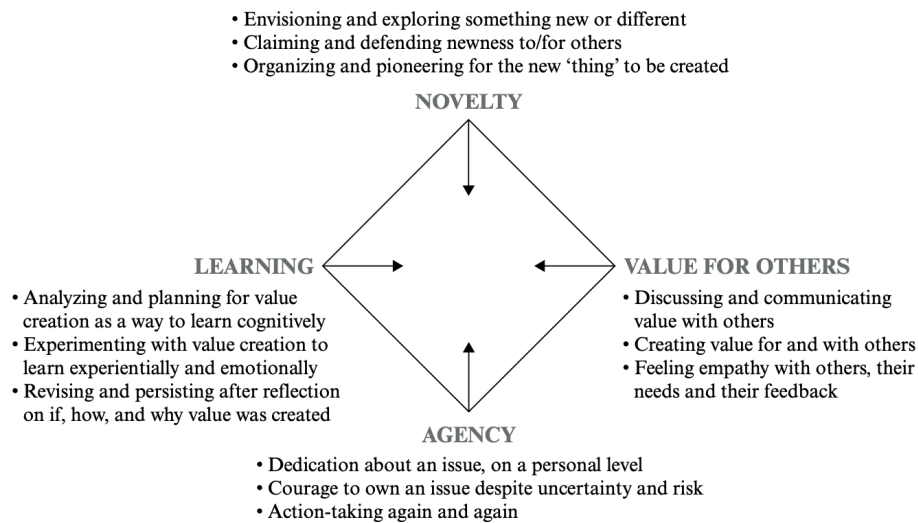 • Envisioning and exploring something new or different
• Claiming and defending newness to/for others
• Organizing and pioneering for the new ‘thing’ to be created
NOVELTY
LEARNING
• Analyzing and planning for value
creation as a way to learn cognitively
• Experimenting with value creation to
learn experientially and emotionally
• Revising and persisting after reflection
on if, how, and why value was created
VALUE FOR OTHERS
• Discussing and communicating
value with others
• Creating value for and with others
• Feeling empathy with others, their
needs and their feedback
AGENCY
• Dedication about an issue, on a personal level
• Courage to own an issue despite uncertainty and risk
• Action-taking again and again